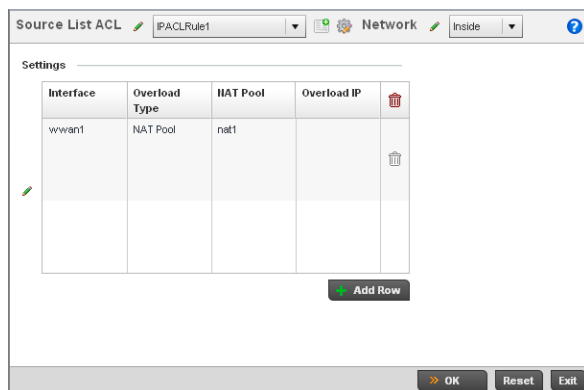 Source List ACL IPACLRule1 Network Inside ?
Settings
Interface Overload Type NAT Pool Overload IP
wwan1 NAT Pool nat1
+ Add Row
» OK Reset Exit